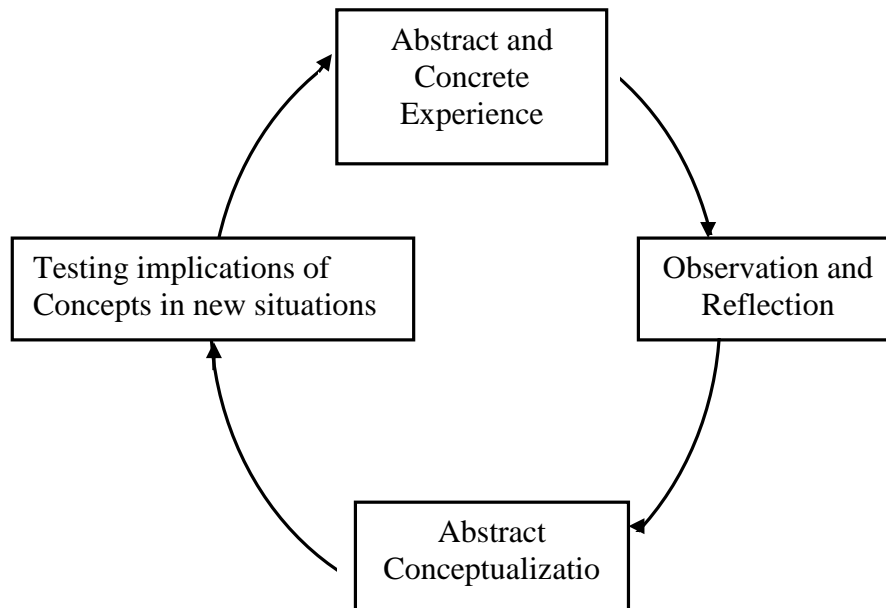 Abstract and
Concrete
Experience
Testing implications of
Concepts in new situations
Observation and
Reflection
Abstract
Conceptualizatio